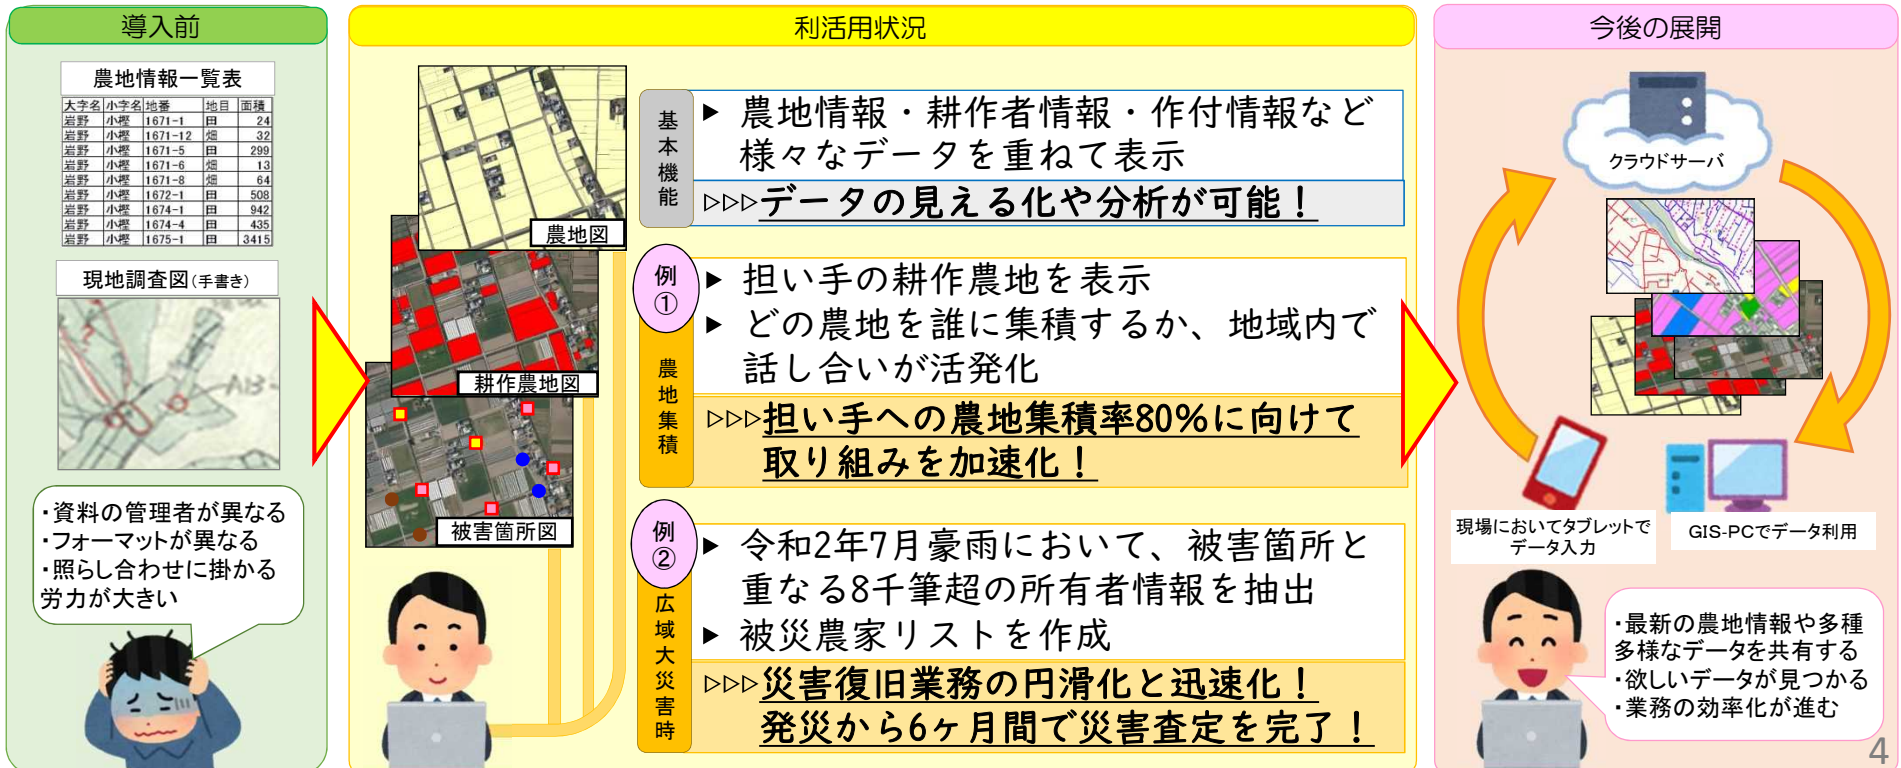 導入前
農地情報一覧表
大字名 小字名 地番 地目 面積
岩野 小樫 1671-1 田 24
岩野 小樫 1671-12 畑 32
岩野 小樫 1671-5 田 299
岩野 小樫 1671-6 畑 13
岩野 小樫 1671-8 畑 64
岩野 小樫 1672-1 田 508
岩野 小樫 1674-1 田 942
岩野 小樫 1674-4 田 435
岩野 小樫 1675-1 田 3415
現地調査図(手書き)
・資料の管理者が異なる
・フォーマットが異なる
・照らし合わせに掛かる
労力が大きい
利活用状況
農地図
耕作農地図
被害箇所図
基本機能
▶ 農地情報・耕作者情報・作付情報など
様々なデータを重ねて表示
▷▷▷データの見える化や分析が可能！
例①
農地集積
▶ 担い手の耕作農地を表示
▶ どの農地を誰に集積するか、地域内で
話し合いが活発化
▷▷▷担い手への農地集積率80%に向けて
取り組みを加速化！
例②
広域大災害時
▶ 令和2年7月豪雨において、被害箇所と
重なる8千筆超の所有者情報を抽出
▶ 被災農家リストを作成
▷▷▷災害復旧業務の円滑化と迅速化！
発災から6ヶ月間で災害査定を完了！
今後の展開
クラウドサーバ
現場においてタブレットで
データ入力
GIS-PCでデータ利用
・最新の農地情報や多種
多様なデータを共有する
・欲しいデータが見つかる
・業務の効率化が進む
4